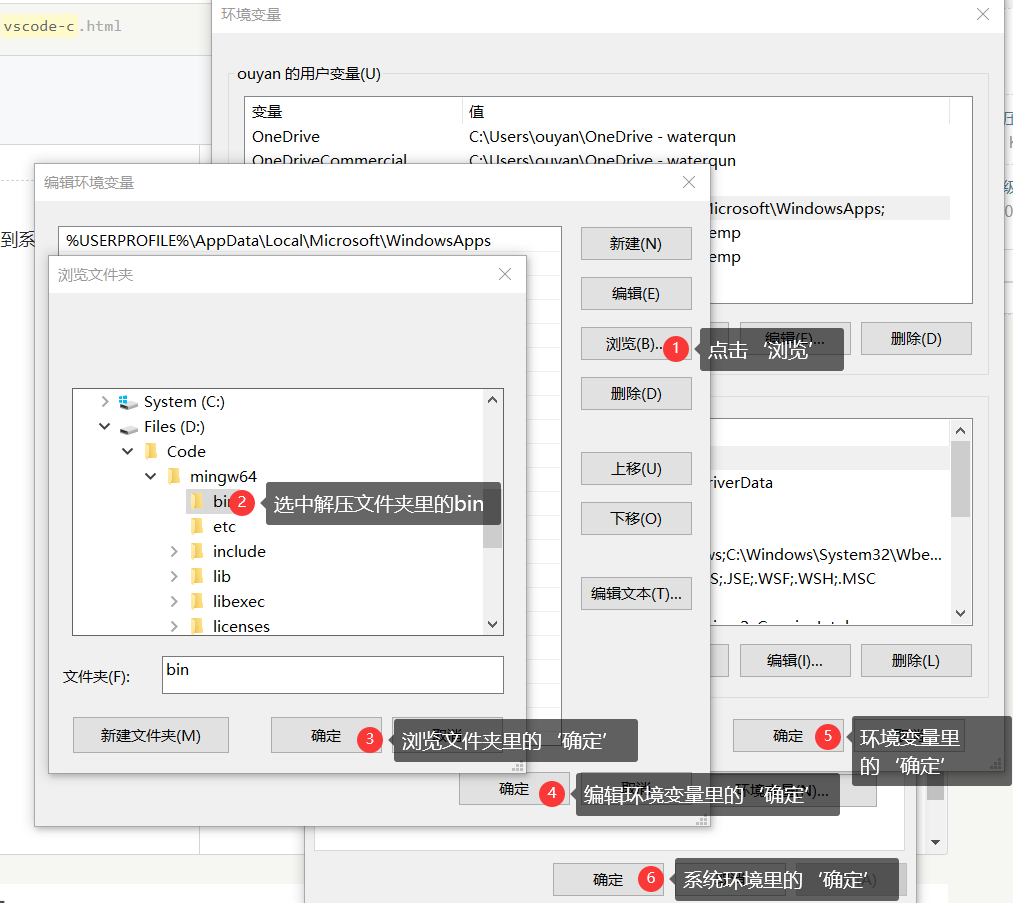 vscode-c.html
环境变量
ouyan 的用户变量(U)
变量 值
OneDrive C:\Users\ouyan\OneDrive - waterqun
OneDriveCommercial C:\Users\ouyan\OneDrive - waterqun
编辑环境变量
Microsoft\WindowsApps;
到系
%USERPROFILE%\AppData\Local\Microsoft\WindowsApps
新建(N)
emp
emp
浏览文件夹
编辑(E)
浏览(B)...
1
点击‘浏览’
编辑(E)...
删除(D)
删除(D)
System (C:)
Files (D:)
Code
mingw64
bin
2
选中解压文件夹里的bin
etc
include
lib
libexec
licenses
上移(U)
下移(O)
编辑文本(T)...
riverData
ws;C:\Windows\System32\Wbe...
S;.JSE;.WSF;.WSH;.MSC
文件夹(F):
bin
编辑(I)...
删除(L)
新建文件夹(M)
确定
3
浏览文件夹里的‘确定’
确定
5
环境变量里
的‘确定’
确定
4
编辑环境变量里的‘确定’
取消
环境变量(N)...
确定
6
系统环境里的‘确定’